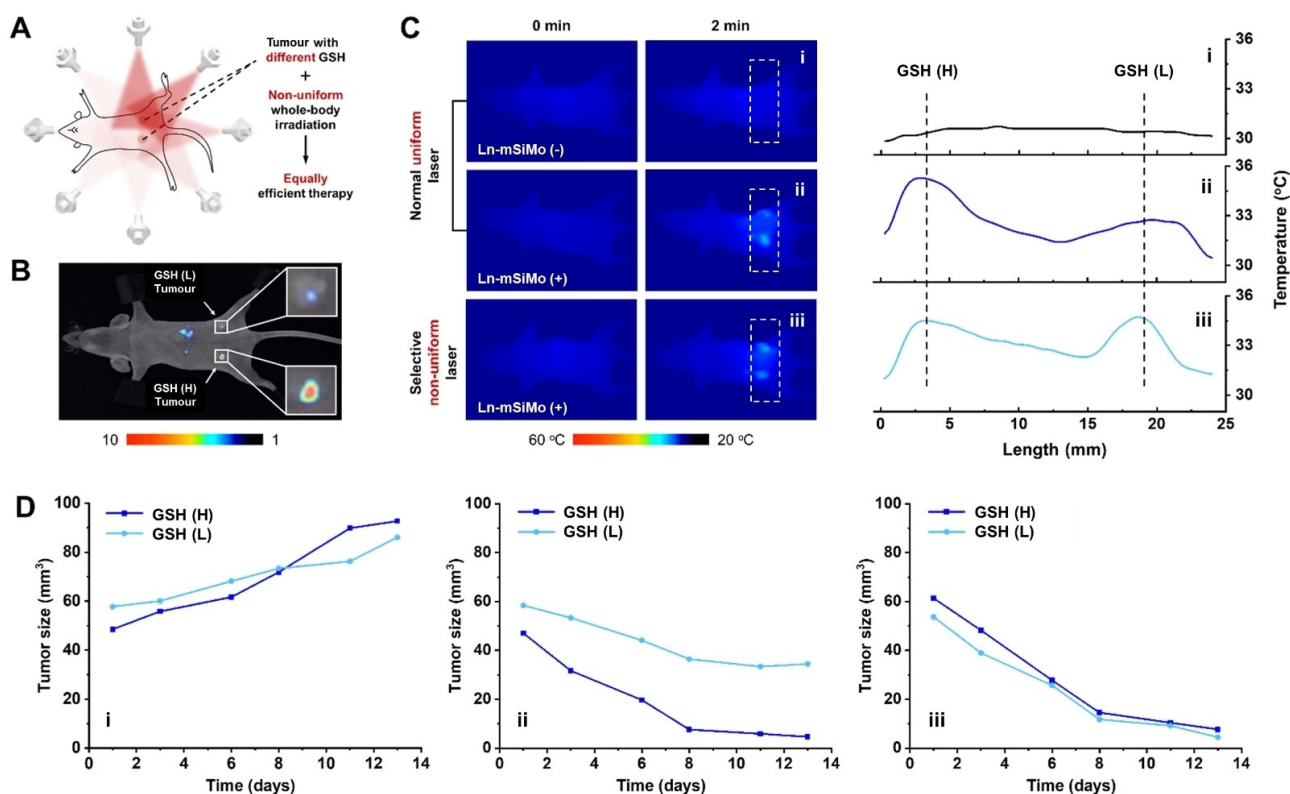 A
Tumour with
different GSH
+
Non-uniform
whole-body
irradiation
Equally
efficient therapy
B
GSH (L)
Tumour
GSH (H)
Tumour
10
1
C
0 min
2 min
Normal uniform
laser
Selective
non-uniform
laser
Ln-mSiMo (-)
i
Ln-mSiMo (+)
ii
Ln-mSiMo (+)
iii
60 °C
20 °C
GSH (H)
GSH (L)
i
ii
iii
36
33
30
36
33
30
36
33
30
Temperature (°C)
0
5
10
15
20
25
Length (mm)
D
GSH (H)
GSH (L)
100
80
60
40
20
0
Tumor size (mm³)
i
0 2 4 6 8 10 12 14
Time (days)
GSH (H)
GSH (L)
100
80
60
40
20
0
Tumor size (mm³)
ii
0 2 4 6 8 10 12 14
Time (days)
GSH (H)
GSH (L)
100
80
60
40
20
0
Tumor size (mm³)
iii
0 2 4 6 8 10 12 14
Time (days)